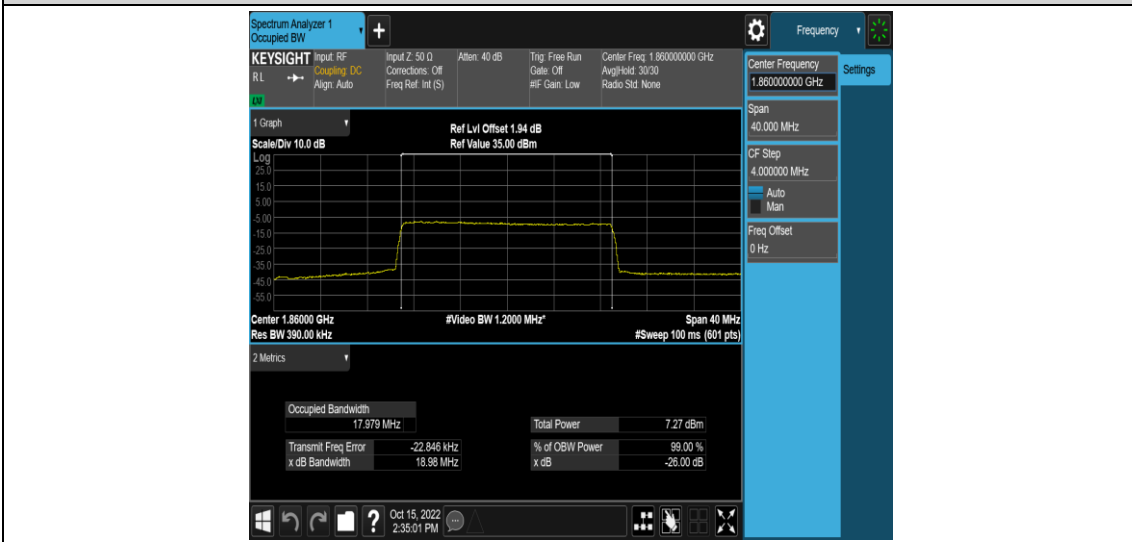 Spectrum Analyzer 1
Occupied BW
+
Frequency
KEYSIGHT
RL
LXI
Input: RF
Coupling: DC
Align: Auto
Input Z: 50 Ω
Corrections: Off
Freq Ref: Int (S)
Atten: 40 dB
Trig: Free Run
Gate: Off
#IF Gain: Low
Center Freq: 1.860000000 GHz
Avg|Hold: 30/30
Radio Std: None
Center Frequency
1.860000000 GHz
Settings
Span
40.000 MHz
CF Step
4.000000 MHz
Auto
Man
Freq Offset
0 Hz
1 Graph
Scale/Div 10.0 dB
Ref Lvl Offset 1.94 dB
Ref Value 35.00 dBm
Log
25.0
15.0
5.00
-5.00
-15.0
-25.0
-35.0
-45.0
-55.0
Center 1.86000 GHz
#Video BW 1.2000 MHz*
Span 40 MHz
Res BW 390.00 kHz
#Sweep 100 ms (601 pts)
2 Metrics
Occupied Bandwidth
17.979 MHz
Total Power 7.27 dBm
Transmit Freq Error -22.846 kHz
% of OBW Power 99.00 %
x dB Bandwidth 18.98 MHz
x dB -26.00 dB
?
Oct 15, 2022
2:35:01 PM